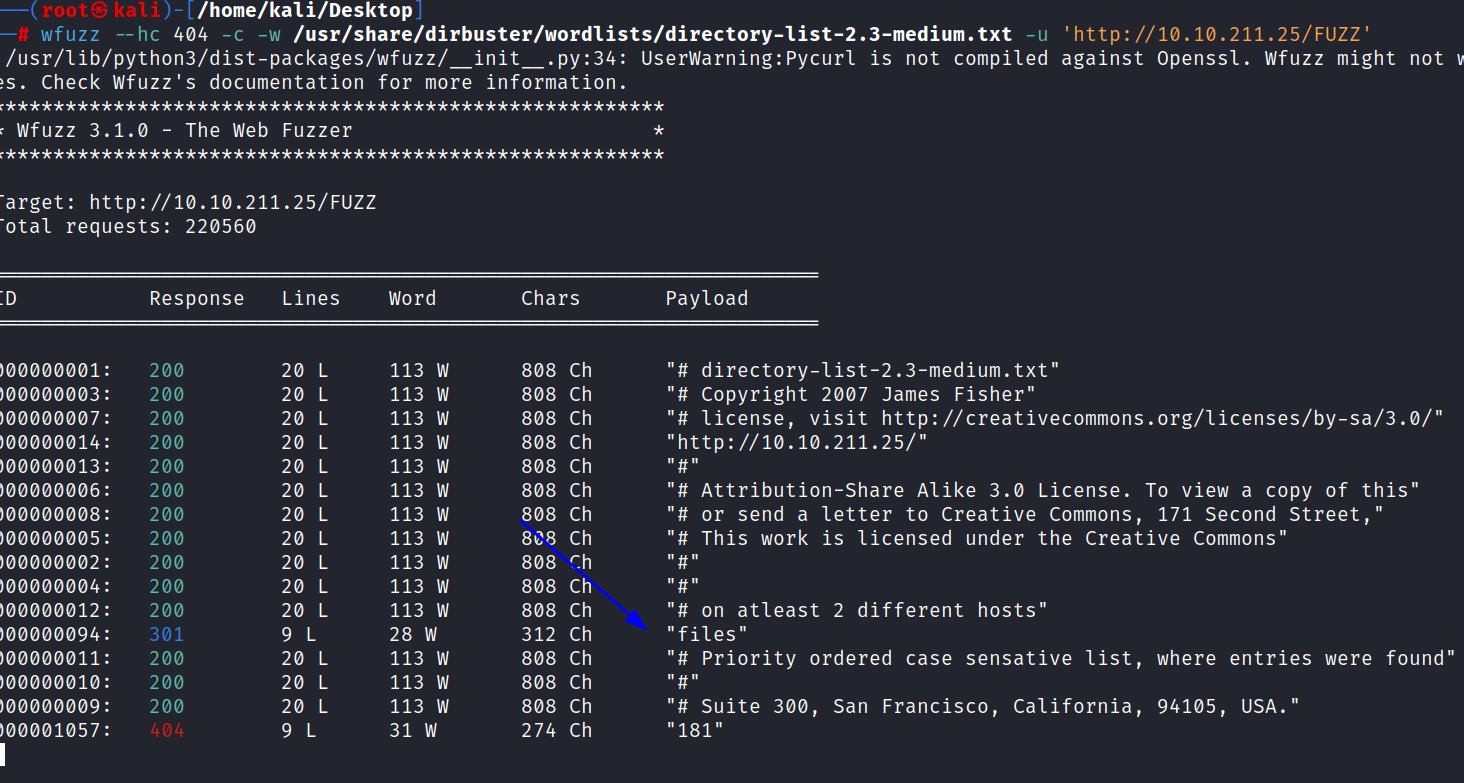 ──(root㉿kali)-[/home/kali/Desktop]
─# wfuzz --hc 404 -c -w /usr/share/dirbuster/wordlists/directory-list-2.3-medium.txt -u 'http://10.10.211.25/FUZZ'
/usr/lib/python3/dist-packages/wfuzz/__init__.py:34: UserWarning:Pycurl is not compiled against Openssl. Wfuzz might not w
es. Check Wfuzz's documentation for more information.
********************************************************
* Wfuzz 3.1.0 - The Web Fuzzer                         *
********************************************************
Target: http://10.10.211.25/FUZZ
Total requests: 220560
=====================================================================
ID           Response   Lines    Word       Chars       Payload
=====================================================================
000000001:   200        20 L     113 W      808 Ch      "# directory-list-2.3-medium.txt"
000000003:   200        20 L     113 W      808 Ch      "# Copyright 2007 James Fisher"
000000007:   200        20 L     113 W      808 Ch      "# license, visit http://creativecommons.org/licenses/by-sa/3.0/"
000000014:   200        20 L     113 W      808 Ch      "http://10.10.211.25/"
000000013:   200        20 L     113 W      808 Ch      "#"
000000006:   200        20 L     113 W      808 Ch      "# Attribution-Share Alike 3.0 License. To view a copy of this"
000000008:   200        20 L     113 W      808 Ch      "# or send a letter to Creative Commons, 171 Second Street,"
000000005:   200        20 L     113 W      808 Ch      "# This work is licensed under the Creative Commons"
000000002:   200        20 L     113 W      808 Ch      "#"
000000004:   200        20 L     113 W      808 Ch      "#"
000000012:   200        20 L     113 W      808 Ch      "# on atleast 2 different hosts"
000000094:   301        9 L      28 W       312 Ch      "files"
000000011:   200        20 L     113 W      808 Ch      "# Priority ordered case sensative list, where entries were found"
000000010:   200        20 L     113 W      808 Ch      "#"
000000009:   200        20 L     113 W      808 Ch      "# Suite 300, San Francisco, California, 94105, USA."
000001057:   404        9 L      31 W       274 Ch      "181"